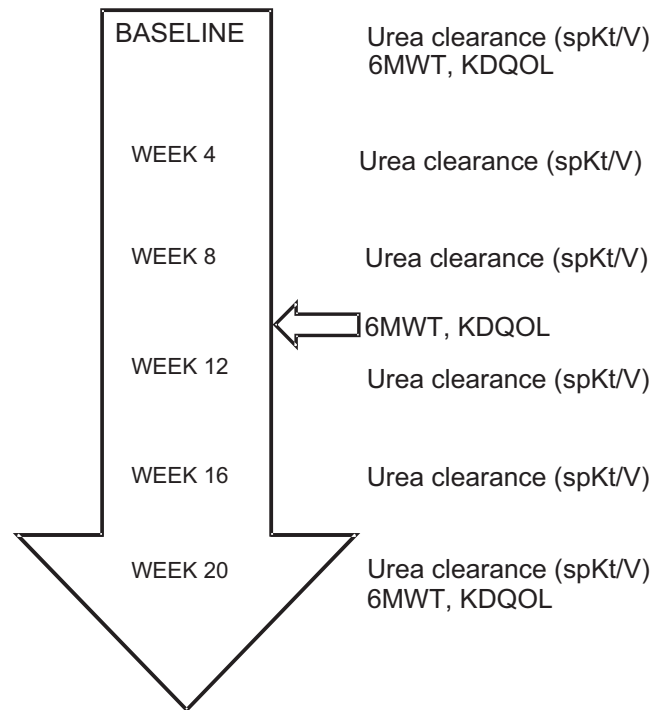 BASELINE
Urea clearance (spKt/V)
6MWT, KDQOL
WEEK 4
Urea clearance (spKt/V)
WEEK 8
Urea clearance (spKt/V)
6MWT, KDQOL
WEEK 12
Urea clearance (spKt/V)
WEEK 16
Urea clearance (spKt/V)
WEEK 20
Urea clearance (spKt/V)
6MWT, KDQOL